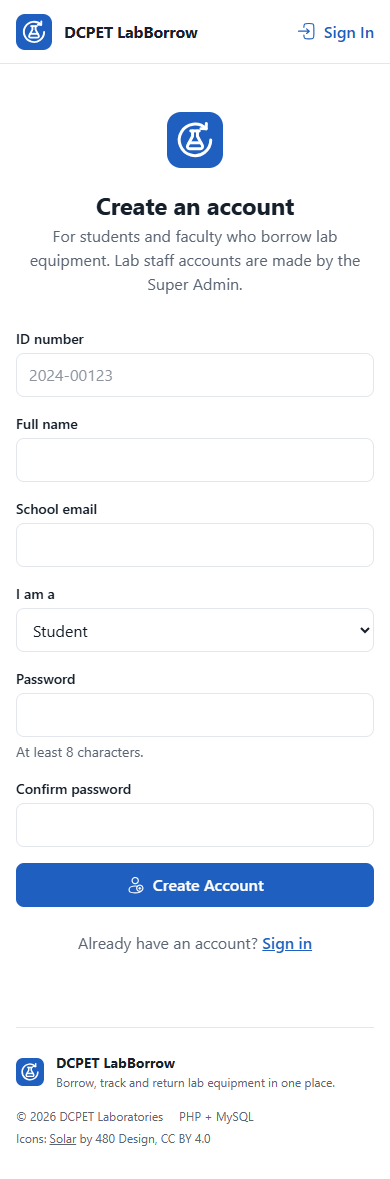 DCPET LabBorrow
Sign In
Create an account
For students and faculty who borrow lab
equipment. Lab staff accounts are made by the
Super Admin.
ID number
2024-00123
Full name
School email
I am a
Student
Password
At least 8 characters.
Confirm password
Create Account
Already have an account? Sign in
DCPET LabBorrow
Borrow, track and return lab equipment in one place.
© 2026 DCPET Laboratories PHP + MySQL
Icons: Solar by 480 Design, CC BY 4.0